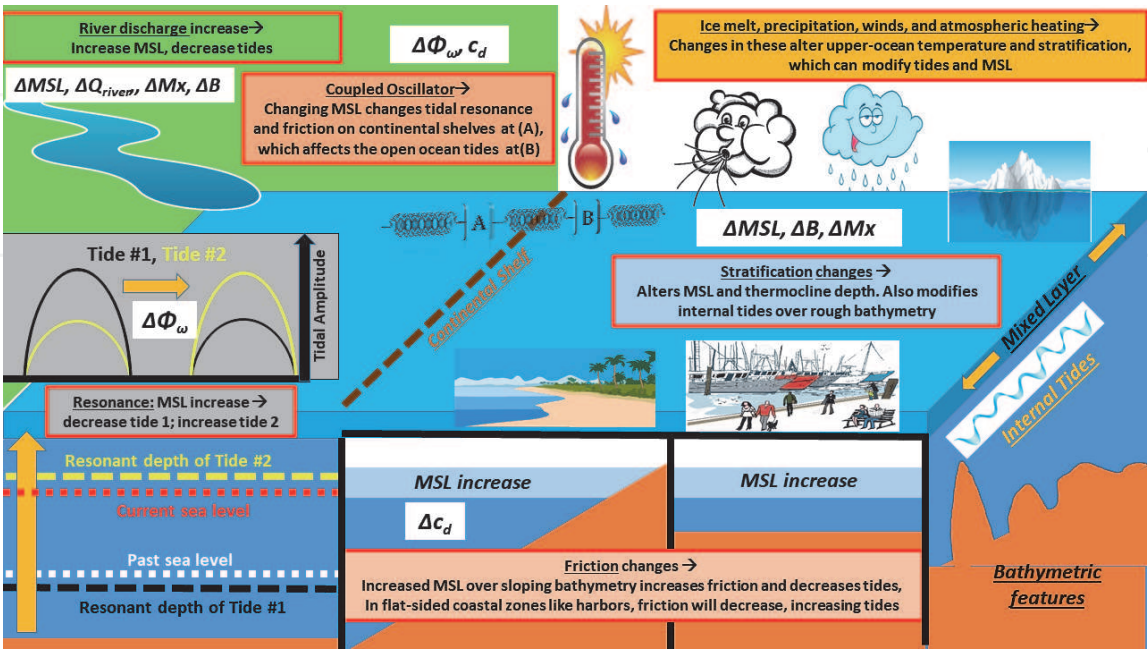 River discharge increase→
Increase MSL, decrease tides
ΔMSL, ΔQriver, ΔMx, ΔB
ΔΦω, cd
Coupled Oscillator→
Changing MSL changes tidal resonance
and friction on continental shelves at (A),
which affects the open ocean tides at(B)
Ice melt, precipitation, winds, and atmospheric heating→
Changes in these alter upper-ocean temperature and stratification,
which can modify tides and MSL
A
B
Continental Shelf
ΔMSL, ΔB, ΔMx
Stratification changes →
Alters MSL and thermocline depth. Also modifies
internal tides over rough bathymetry
Mixed Layer
Internal Tides
Tide #1, Tide #2
ΔΦω
Tidal Amplitude
Resonance: MSL increase →
decrease tide 1; increase tide 2
Resonant depth of Tide #2
Current sea level
Past sea level
Resonant depth of Tide #1
MSL increase
Δcd
MSL increase
Friction changes →
Increased MSL over sloping bathymetry increases friction and decreases tides,
In flat-sided coastal zones like harbors, friction will decrease, increasing tides
Bathymetric
features